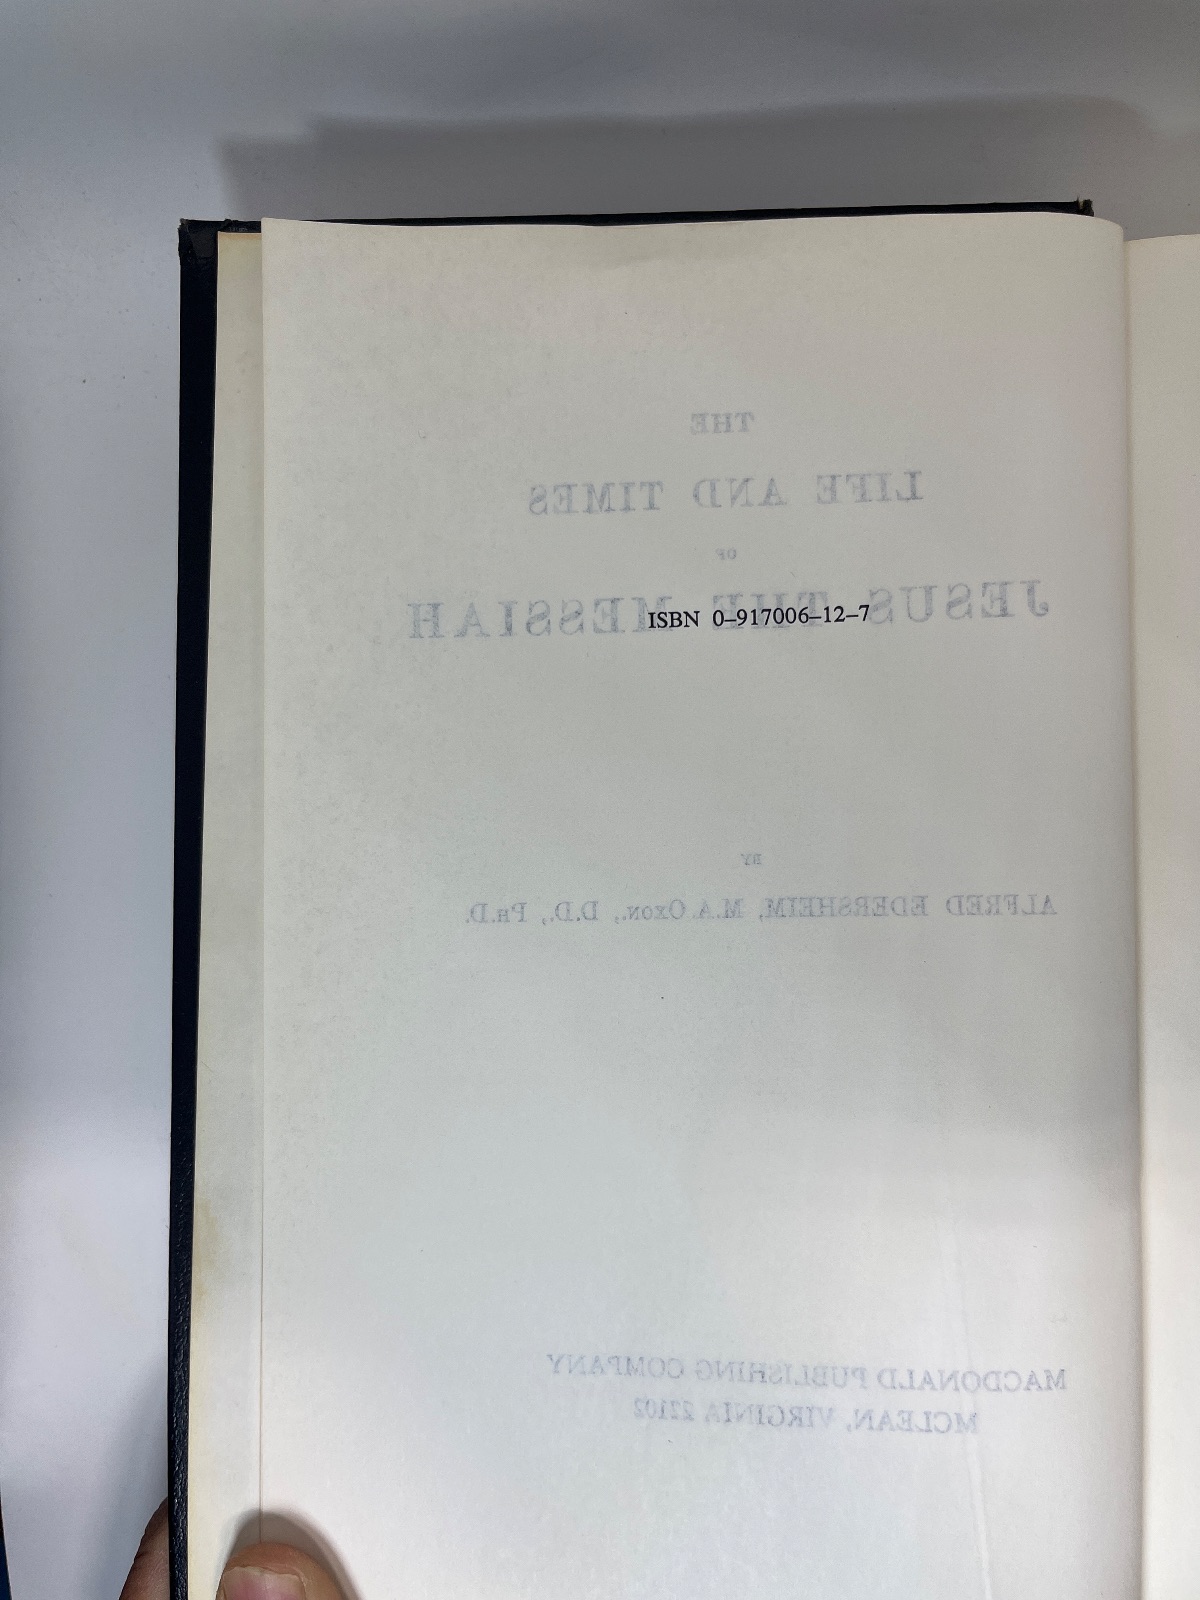 THE
LIFE AND TIMES
OF
JESUS THE MESSIAH
ISBN 0–917006–12–7
BY
ALFRED EDERSHEIM, M.A. OXON., D.D., PH.D.
MACDONALD PUBLISHING COMPANY
MCLEAN, VIRGINIA 22102